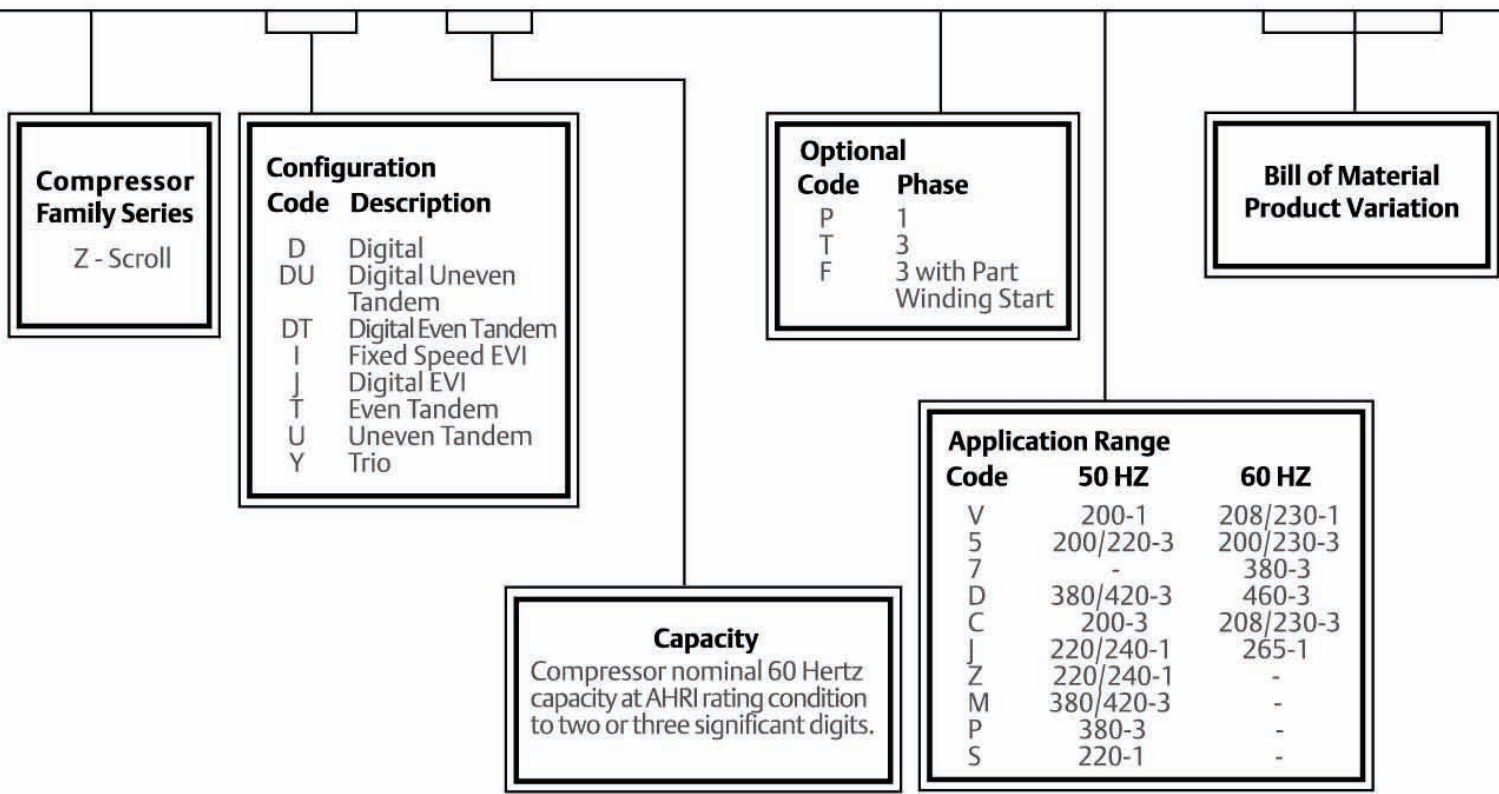 Compressor
Family Series
Z - Scroll
Configuration
Code Description
D Digital
DU Digital Uneven
Tandem
DT Digital Even Tandem
I Fixed Speed EVI
J Digital EVI
T Even Tandem
U Uneven Tandem
Y Trio
Capacity
Compressor nominal 60 Hertz
capacity at AHRI rating condition
to two or three significant digits.
Optional
Code Phase
P 1
T 3
F 3 with Part
Winding Start
Application Range
Code 50 HZ 60 HZ
V 200-1 208/230-1
5 200/220-3 200/230-3
7 - 380-3
D 380/420-3 460-3
C 200-3 208/230-3
J 220/240-1 265-1
Z 220/240-1 -
M 380/420-3 -
P 380-3 -
S 220-1 -
Bill of Material
Product Variation